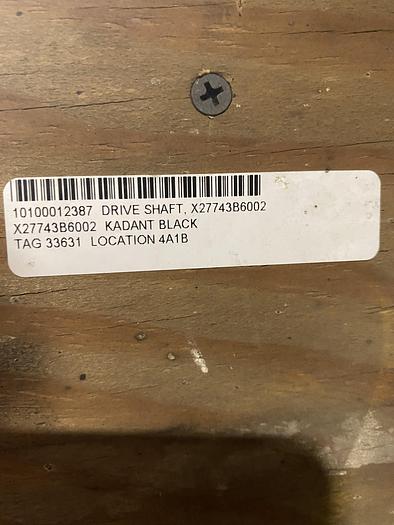 10100012387 DRIVE SHAFT, X27743B6002
X27743B6002 KADANT BLACK
TAG 33631 LOCATION 4A1B